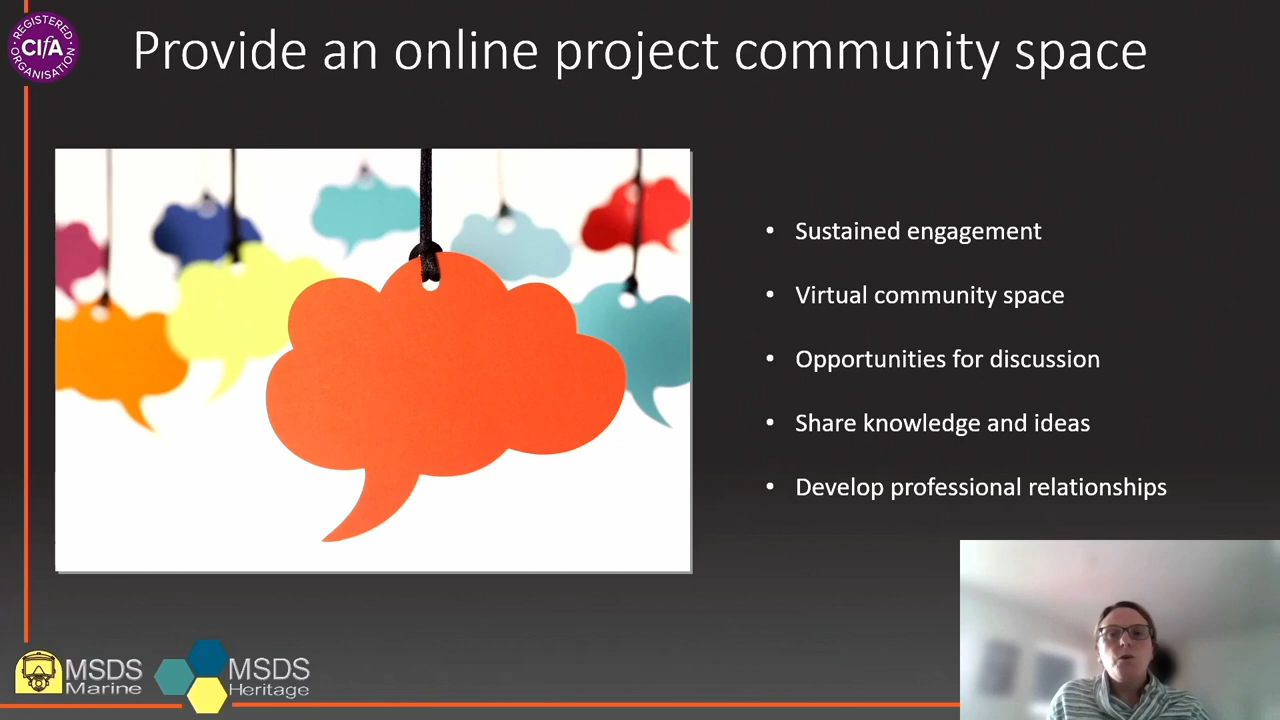 REGISTERED
CIfA
ORGANISATION
Provide an online project community space
• Sustained engagement
• Virtual community space
• Opportunities for discussion
• Share knowledge and ideas
• Develop professional relationships
MSDS
Marine
MSDS
Heritage